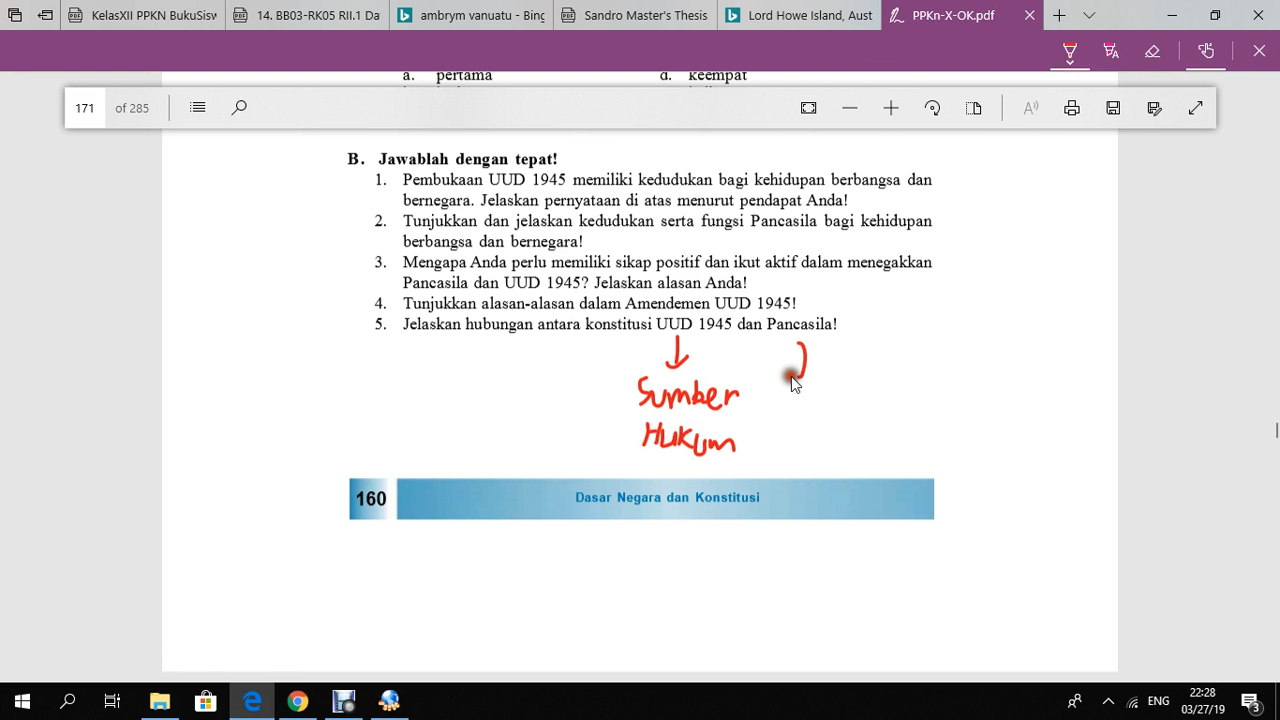 KelasXII PPKN BukuSisw
14. BB03-RK05 RII.1 Da
ambrym vanuatu - Bing
Sandro Master's Thesis
Lord Howe Island, Aust
PPKn-X-OK.pdf
a. pertama d. keempat
171 of 285
B. Jawablah dengan tepat!
1. Pembukaan UUD 1945 memiliki kedudukan bagi kehidupan berbangsa dan
bernegara. Jelaskan pernyataan di atas menurut pendapat Anda!
2. Tunjukkan dan jelaskan kedudukan serta fungsi Pancasila bagi kehidupan
berbangsa dan bernegara!
3. Mengapa Anda perlu memiliki sikap positif dan ikut aktif dalam menegakkan
Pancasila dan UUD 1945? Jelaskan alasan Anda!
4. Tunjukkan alasan-alasan dalam Amendemen UUD 1945!
5. Jelaskan hubungan antara konstitusi UUD 1945 dan Pancasila!
Sumber
Hukum
160 Dasar Negara dan Konstitusi
ENG
22:28
03/27/19
3